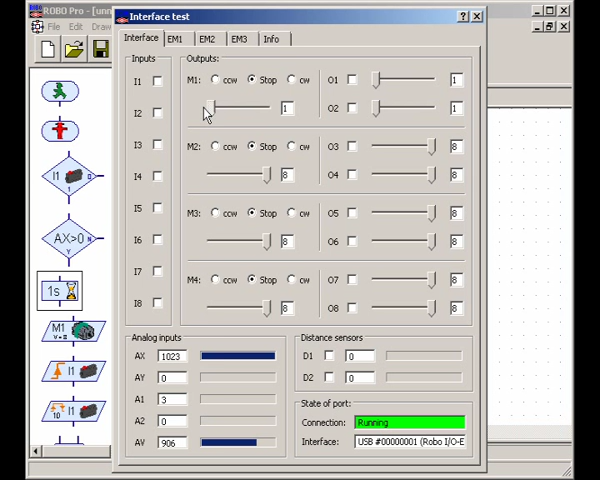 ROBO Pro - [unn
Interface test
File Edit Draw
Interface EM1 EM2 EM3 Info
Inputs
I1
I2
I3
I4
I5
I6
I7
I8
Outputs:
M1: ccw Stop cw O1 1
1 O2 1
M2: ccw Stop cw O3 8
8 O4 8
M3: ccw Stop cw O5 8
8 O6 8
M4: ccw Stop cw O7 8
8 O8 8
Analog inputs
AX 1023
AY 0
A1 3
A2 0
AV 906
Distance sensors
D1 0
D2 0
State of port:
Connection: Running
Interface: USB #00000001 (Robo I/O-E
I1
1
AX>0 N
Y
1s
M1
V=
10